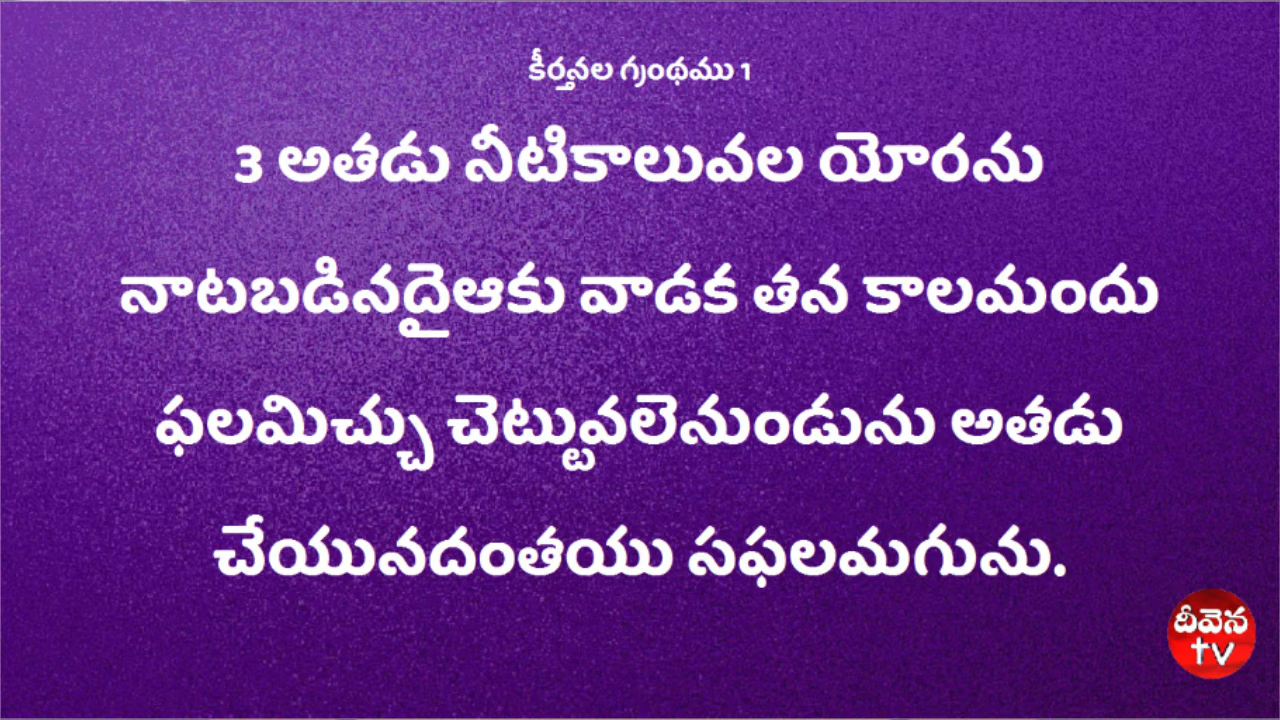 కీర్తనల గ్రంథము 1
3 అతడు నీటికాలువల యోరను
నాటబడినదైఆకు వాడక తన కాలమందు
ఫలమిచ్చు చెట్టువలెనుండును అతడు
చేయునదంతయు సఫలమగును.
దీవెన
tv